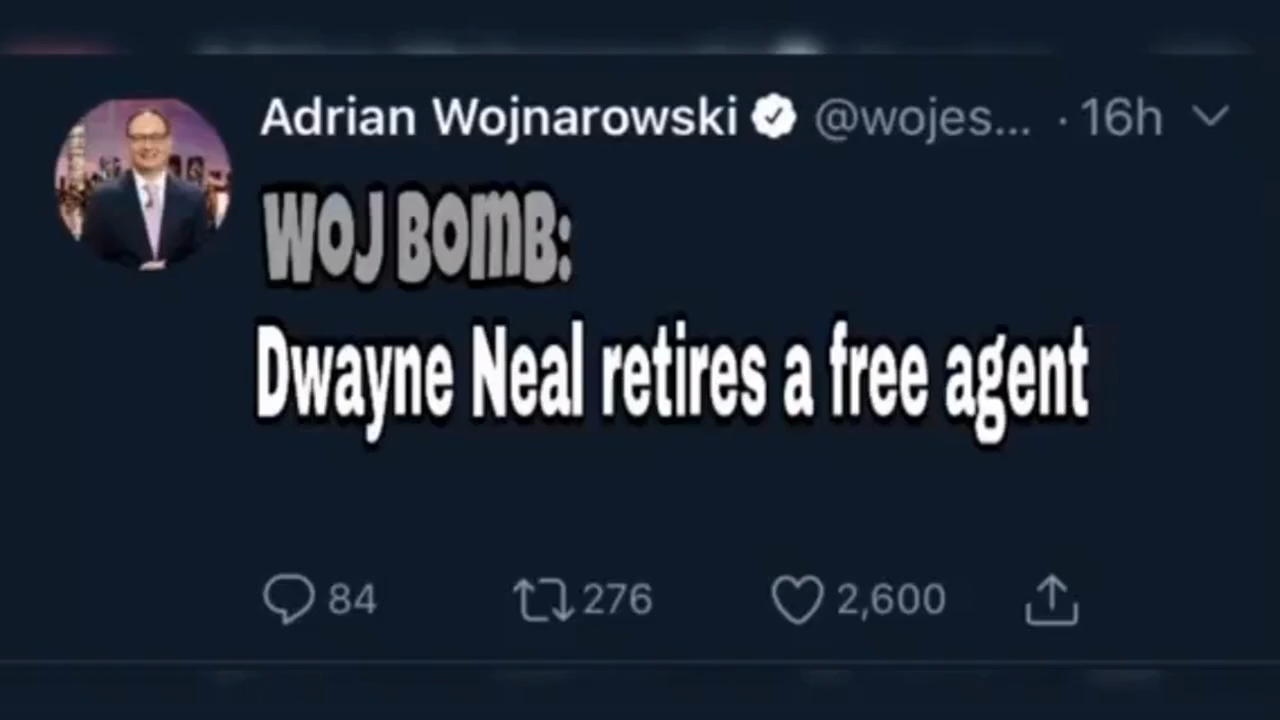 Adrian Wojnarowski @wojes... · 16h
WOJ BOMB:
Dwayne Neal retires a free agent
84 276 2,600